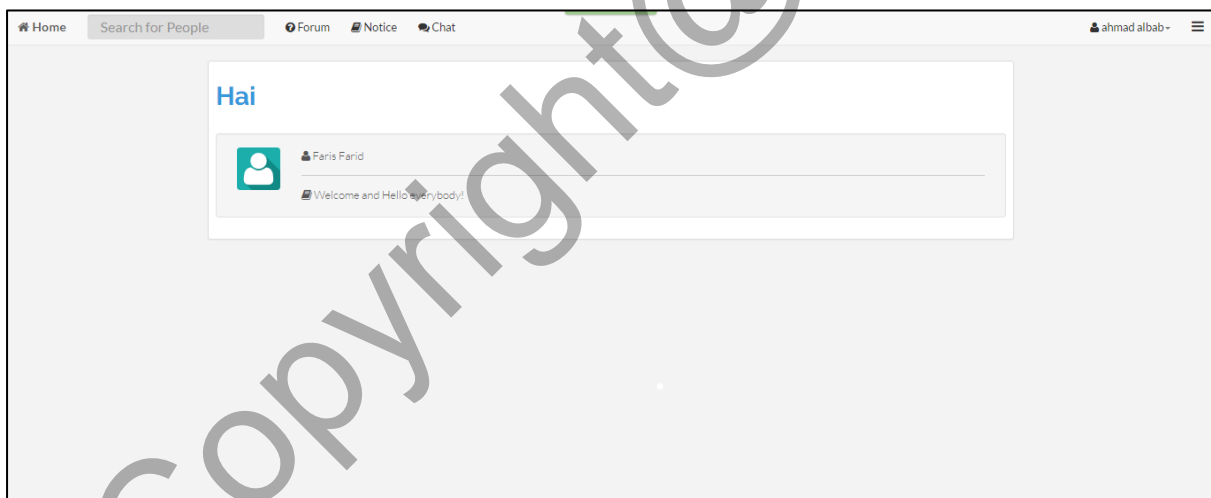 Home Search for People Forum Notice Chat ahmad albab
Hai
Faris Farid
Welcome and Hello everybody!
Copyright@